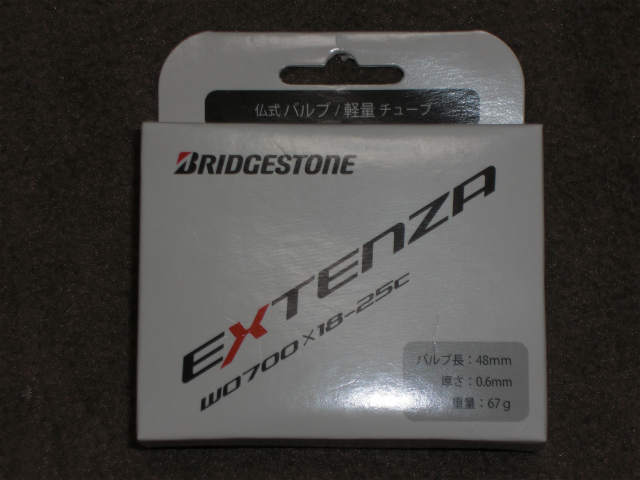 仏式 バルブ / 軽量 チューブ
BRIDGESTONE
EXTENZA
WO700×18-25c
バルブ長：48mm
厚さ：0.6mm
重量：67g